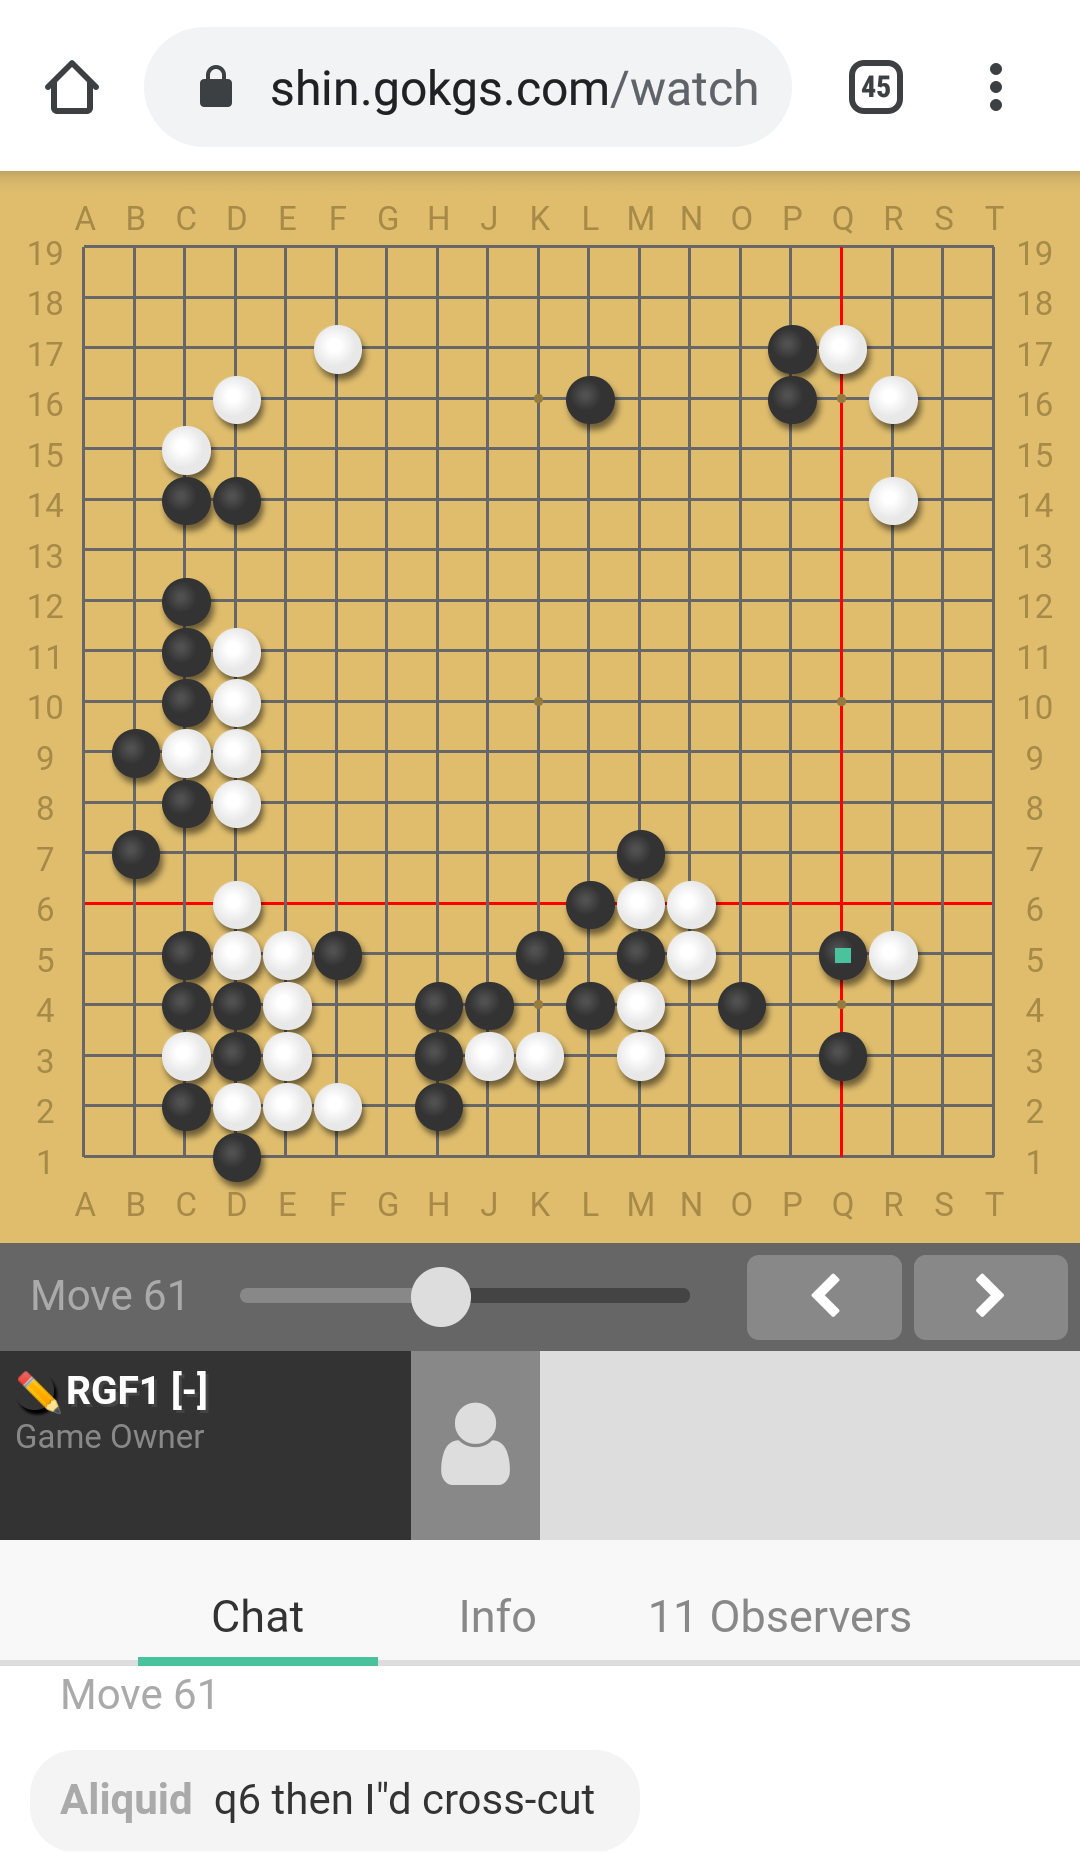 shin.gokgs.com/watch
45
A B C D E F G H J K L M N O P Q R S T
19 19
18 18
17 17
16 16
15 15
14 14
13 13
12 12
11 11
10 10
9 9
8 8
7 7
6 6
5 5
4 4
3 3
2 2
1 1
A B C D E F G H J K L M N O P Q R S T
Move 61
RGF1 [-]
Game Owner
Chat Info 11 Observers
Move 61
Aliquid q6 then I"d cross-cut